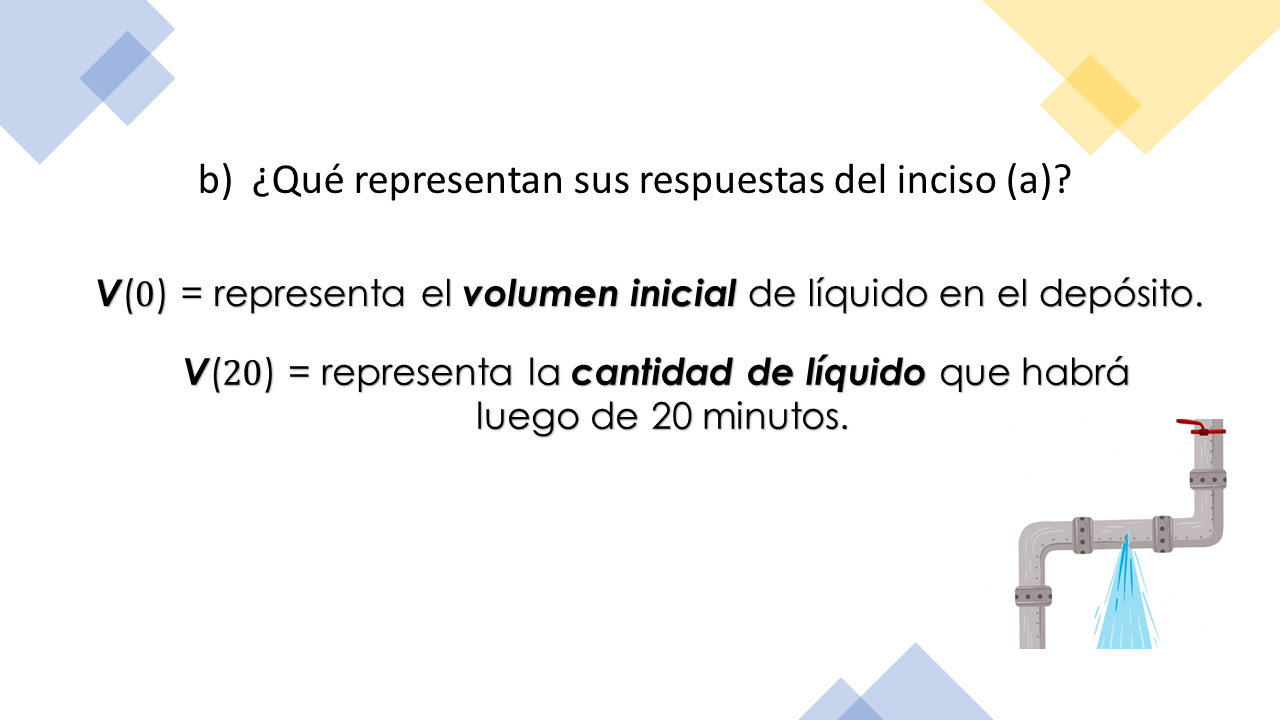 b) ¿Qué representan sus respuestas del inciso (a)?
V(0) = representa el volumen inicial de líquido en el depósito.
V(20) = representa la cantidad de líquido que habrá
luego de 20 minutos.